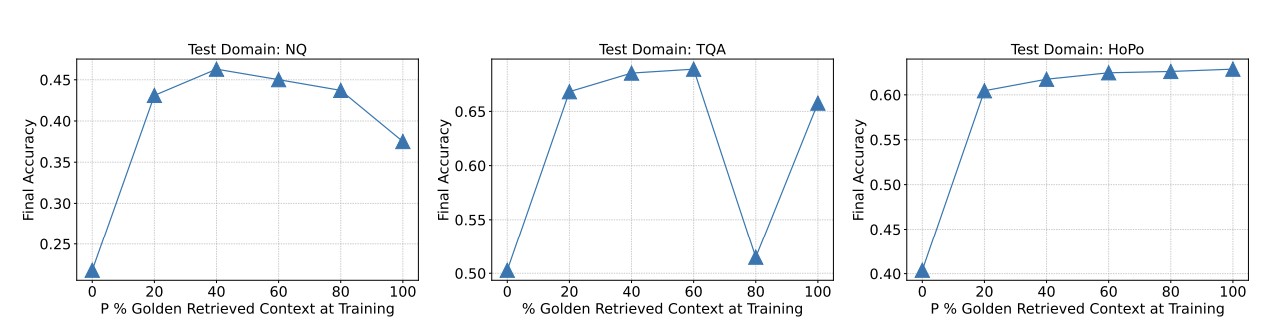 Test Domain: NQ
Final Accuracy
0.45
0.40
0.35
0.30
0.25
0 20 40 60 80 100
P % Golden Retrieved Context at Training
Test Domain: TQA
Final Accuracy
0.65
0.60
0.55
0.50
0 20 40 60 80 100
% Golden Retrieved Context at Training
Test Domain: HoPo
Final Accuracy
0.60
0.55
0.50
0.45
0.40
0 20 40 60 80 100
P % Golden Retrieved Context at Training